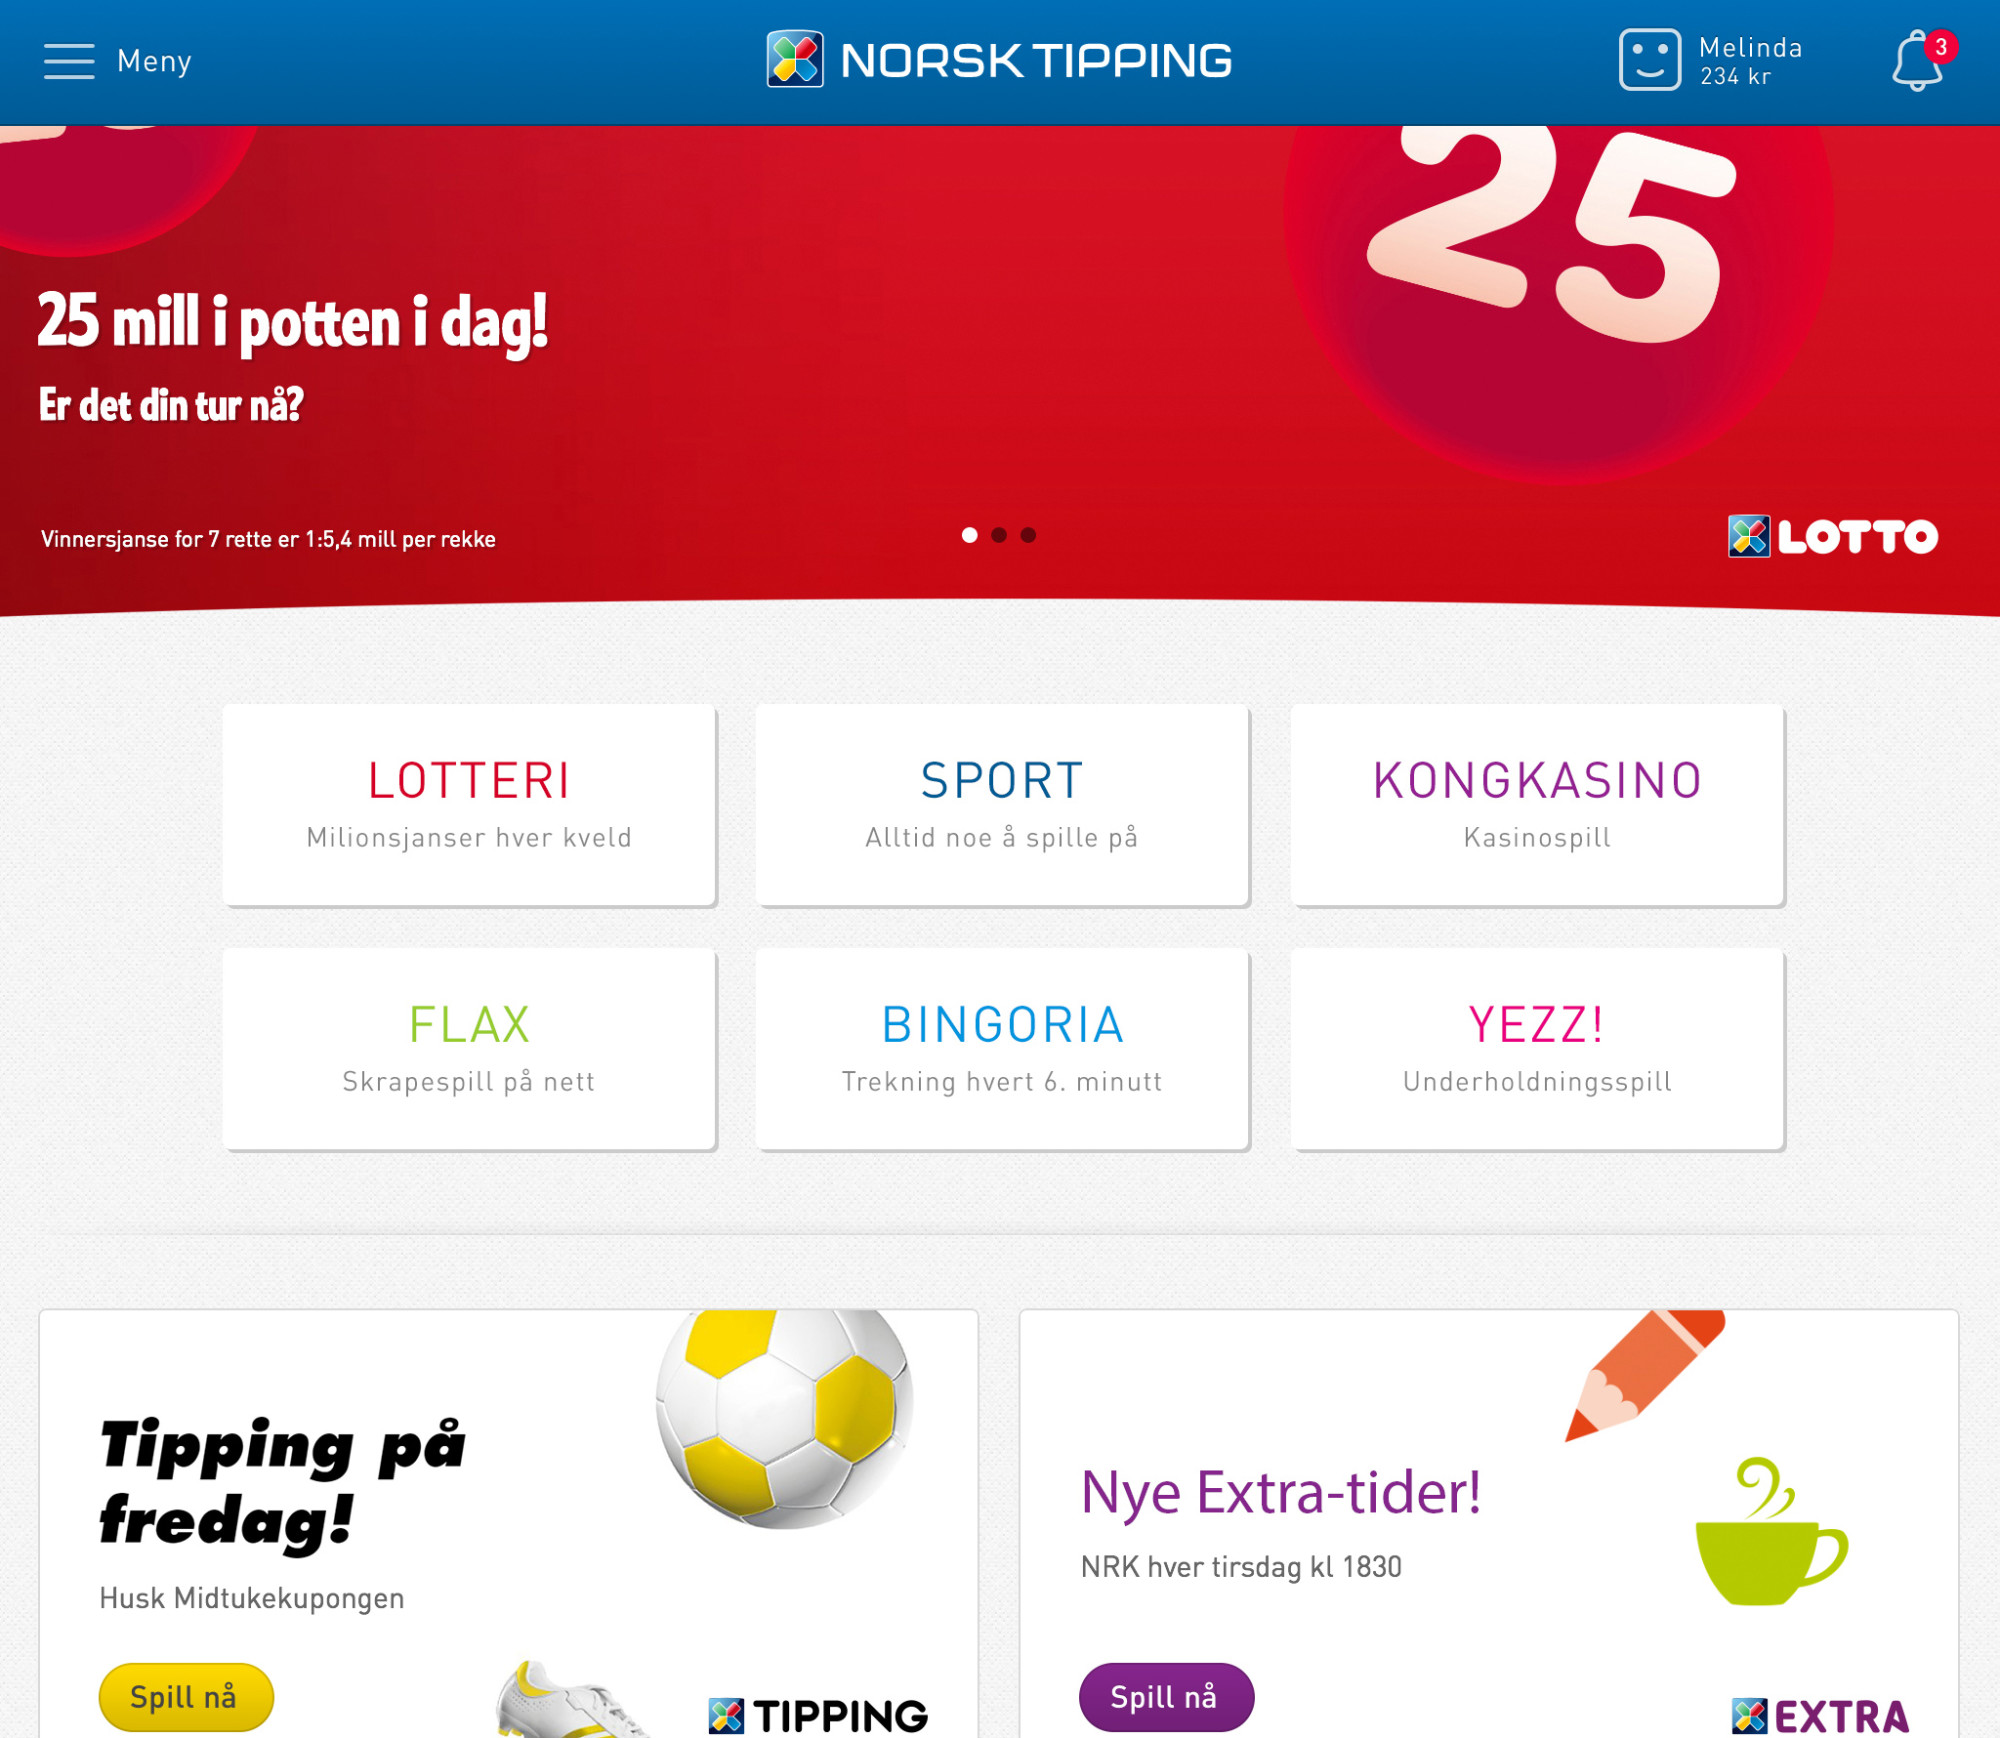 Meny
NORSK TIPPING
Melinda
234 kr
3
25
25 mill i potten i dag!
Er det din tur nå?
Vinnersjanse for 7 rette er 1:5,4 mill per rekke
LOTTO
LOTTERI
Milionsjanser hver kveld
SPORT
Alltid noe å spille på
KONGKASINO
Kasinospill
FLAX
Skrapespill på nett
BINGORIA
Trekning hvert 6. minutt
YEZZ!
Underholdningsspill
Tipping på
fredag!
Husk Midtukekupongen
Spill nå
TIPPING
Nye Extra-tider!
NRK hver tirsdag kl 1830
Spill nå
EXTRA